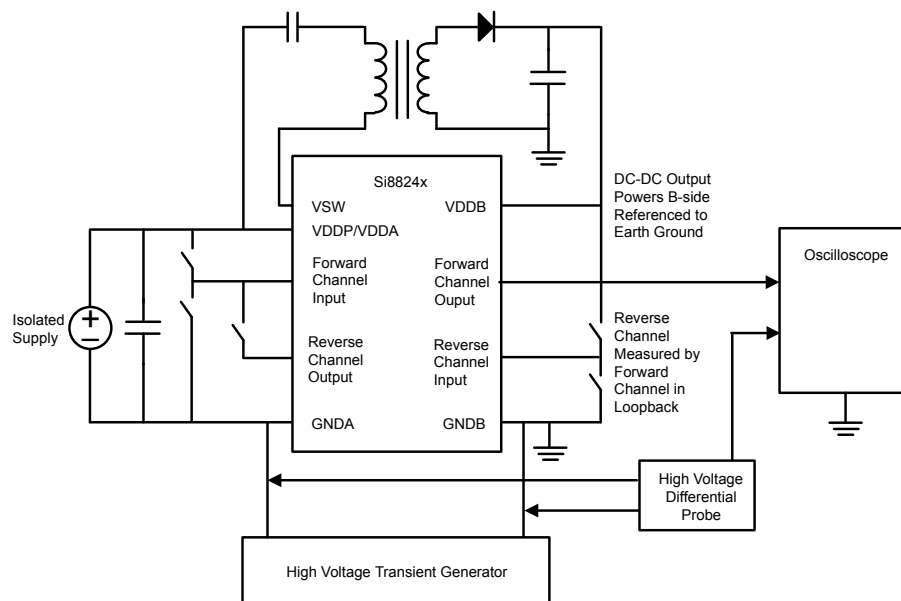 Si8824x
VSW
VDDB
VDDP/VDDA
Forward
Channel
Input
Forward
Channel
Ouput
Reverse
Channel
Output
Reverse
Channel
Input
GNDA
GNDB
Isolated
Supply
DC-DC Output
Powers B-side
Referenced to
Earth Ground
Reverse
Channel
Measured by
Forward
Channel in
Loopback
Oscilloscope
High Voltage
Differential
Probe
High Voltage Transient Generator